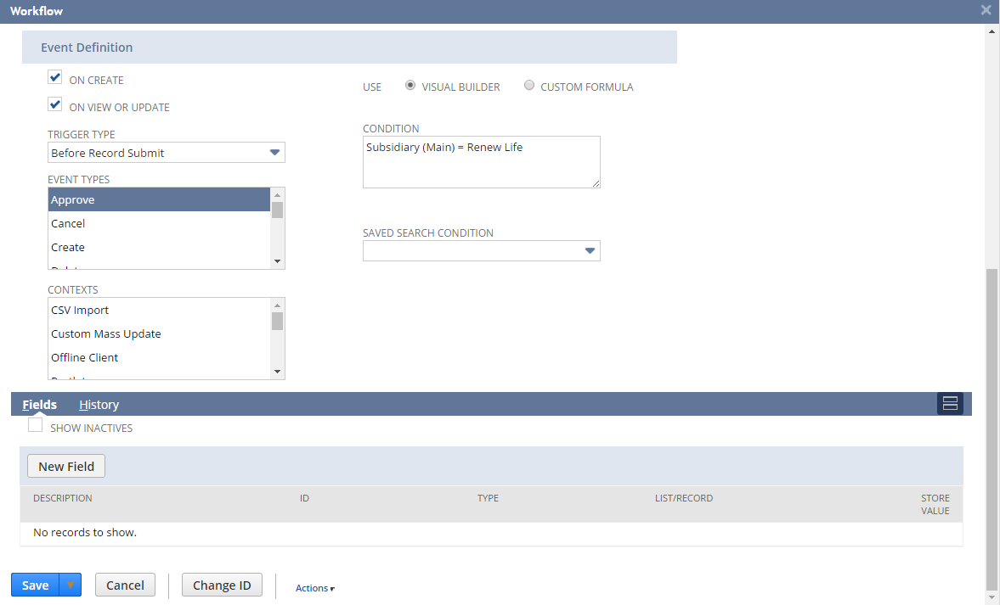 Workflow
Event Definition
ON CREATE
ON VIEW OR UPDATE
TRIGGER TYPE
Before Record Submit
EVENT TYPES
Approve
Cancel
Create
CONTEXTS
CSV Import
Custom Mass Update
Offline Client
USE VISUAL BUILDER CUSTOM FORMULA
CONDITION
Subsidiary (Main) = Renew Life
SAVED SEARCH CONDITION
Fields History
SHOW INACTIVES
New Field
DESCRIPTION ID TYPE LIST/RECORD STORE
VALUE
No records to show.
Save Cancel Change ID Actions